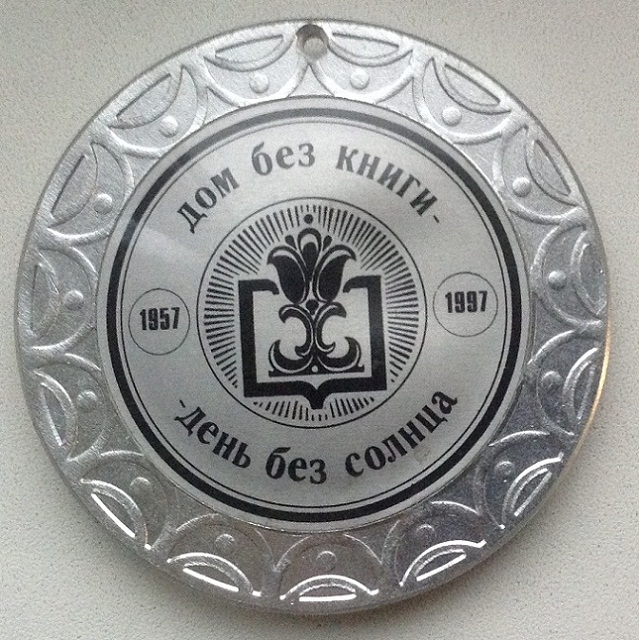 дом без книги-
1957
1997
-день без солнца